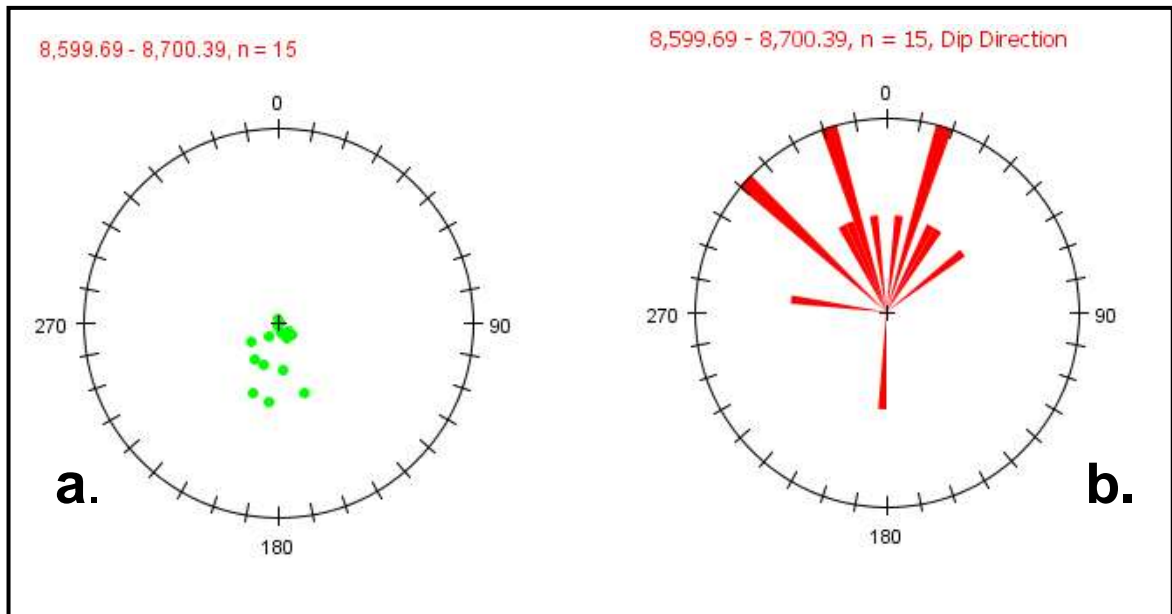 8,599.69 - 8,700.39, n = 15
0
270
90
180
a.
8,599.69 - 8,700.39, n = 15, Dip Direction
0
270
90
180
b.